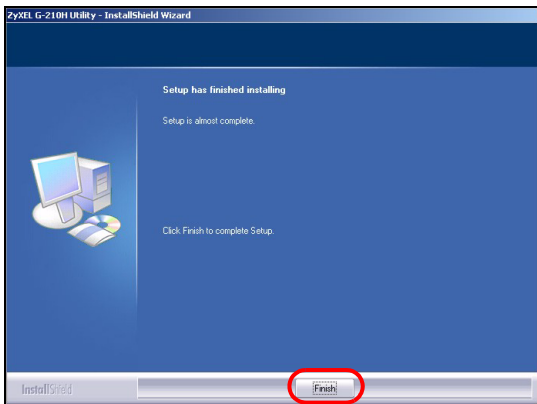 ZyXEL G-210H Utility - InstallShield Wizard
Setup has finished installing
Setup is almost complete.
Click Finish to complete Setup.
InstallShield
Finish